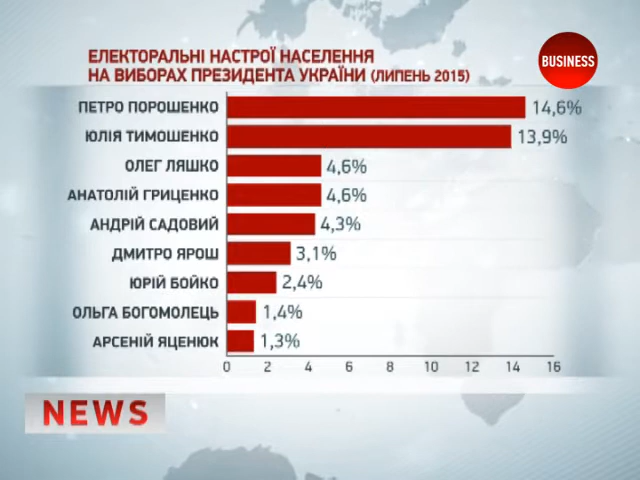 ЕЛЕКТОРАЛЬНІ НАСТРОЇ НАСЕЛЕННЯ
НА ВИБОРАХ ПРЕЗИДЕНТА УКРАЇНИ (ЛИПЕНЬ 2015)
BUSINESS
ПЕТРО ПОРОШЕНКО 14,6%
ЮЛІЯ ТИМОШЕНКО 13,9%
ОЛЕГ ЛЯШКО 4,6%
АНАТОЛІЙ ГРИЦЕНКО 4,6%
АНДРІЙ САДОВИЙ 4,3%
ДМИТРО ЯРОШ 3,1%
ЮРІЙ БОЙКО 2,4%
ОЛЬГА БОГОМОЛЕЦЬ 1,4%
АРСЕНІЙ ЯЦЕНЮК 1,3%
0 2 4 6 8 10 12 14 16
NEWS